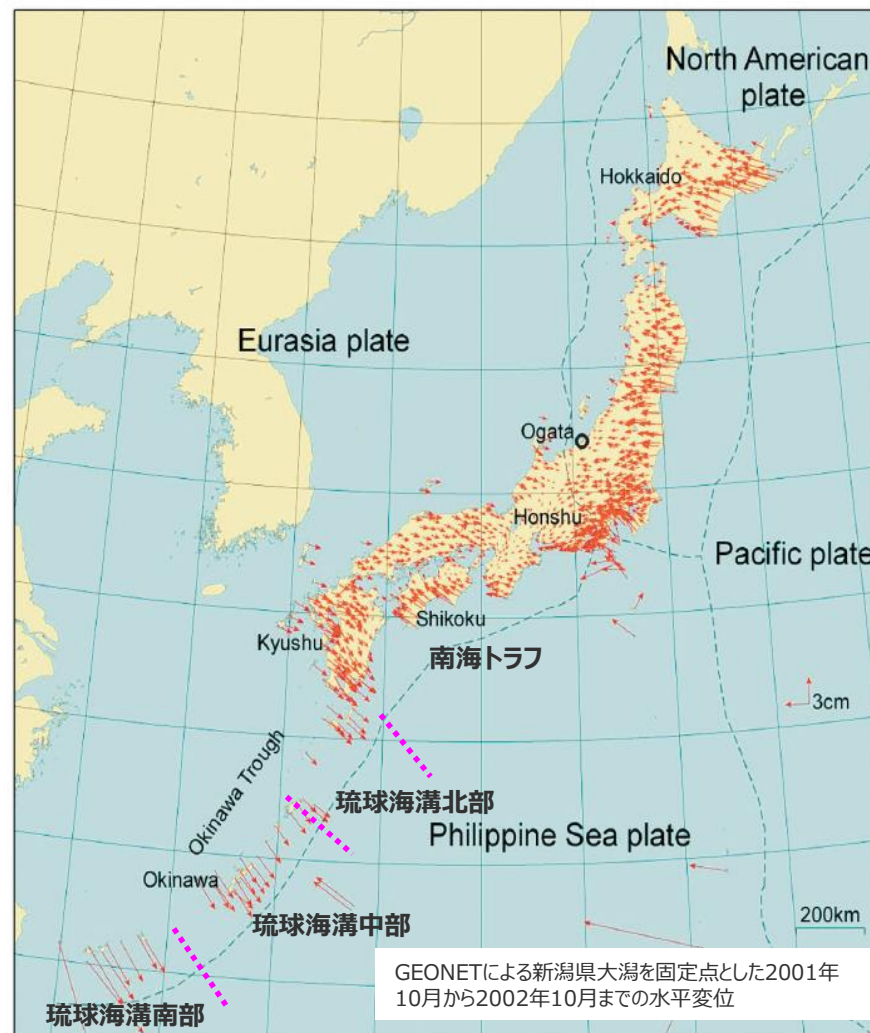 North American
plate
Hokkaido
Eurasia plate
Ogata
Honshu
Pacific plate
Shikoku
Kyushu
南海トラフ
3cm
Okinawa Trough
琉球海溝北部
Philippine Sea plate
Okinawa
琉球海溝中部
200km
GEONETによる新潟県大潟を固定点とした2001年
10月から2002年10月までの水平変位
琉球海溝南部